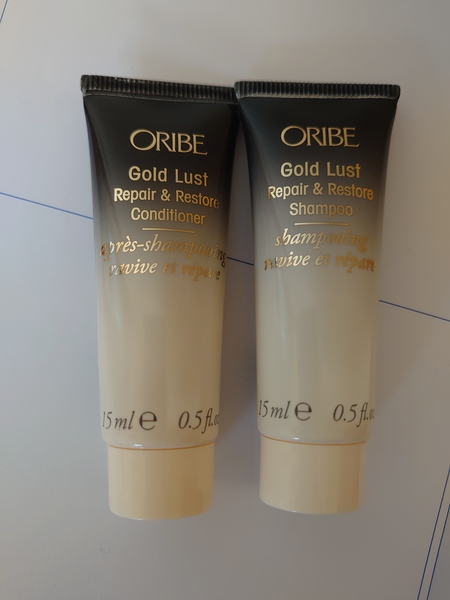 ORIBE
Gold Lust
Repair & Restore
Conditioner
après-shampooing
ravive et répare
15 ml e 0.5 fl.oz
ORIBE
Gold Lust
Repair & Restore
Shampoo
shampooing
ravive et répare
15 ml e 0.5 fl.